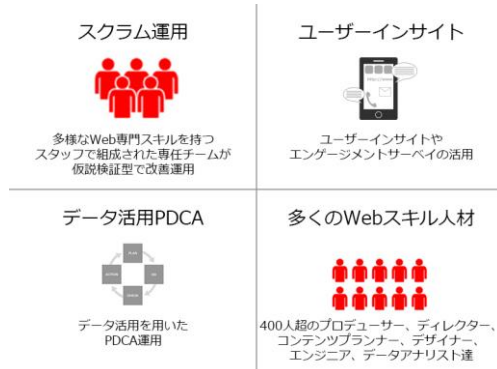 スクラム運用
多様なWeb専門スキルを持つ
スタッフで組成された専任チームが
仮説検証型で改善運用
ユーザーインサイト
ユーザーインサイトや
エンゲージメントサーベイの活用
データ活用PDCA
PLAN
DO
CHECK
ACTION
データ活用を用いた
PDCA運用
多くのWebスキル人材
400人超のプロデューサー、ディレクター、
コンテンツプランナー、デザイナー、
エンジニア、データアナリスト達